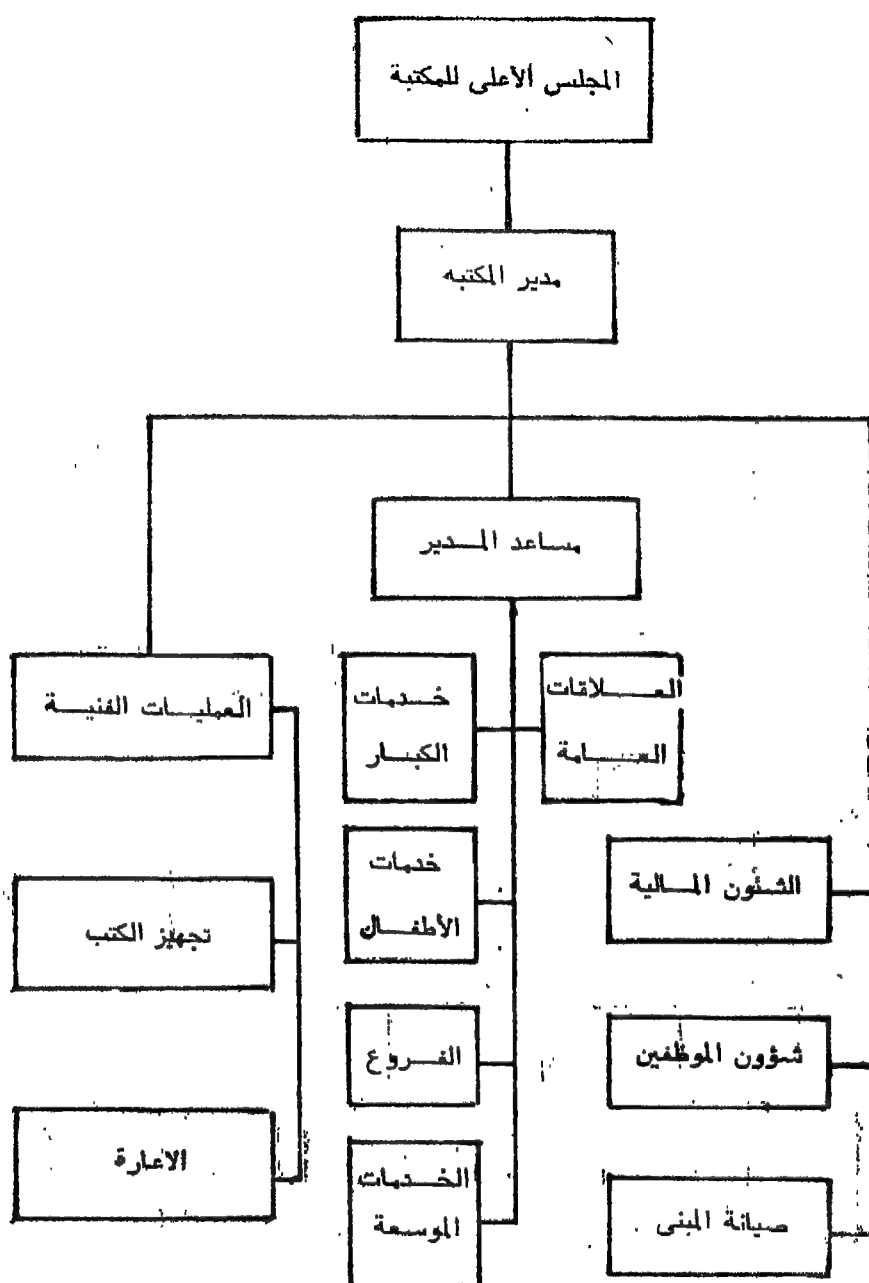 المجلس الأعلى للمكتبة
مدير المكتبه
مساعد المدير
العلاقات
العامة
خدمات
الكبار
العمليات الفنية
خدمات
الأطفال
الشئون المالية
تجهيز الكتب
الفروع
شؤون الموظفين
الاعارة
الخدمات
الموسعة
صيانة المبنى